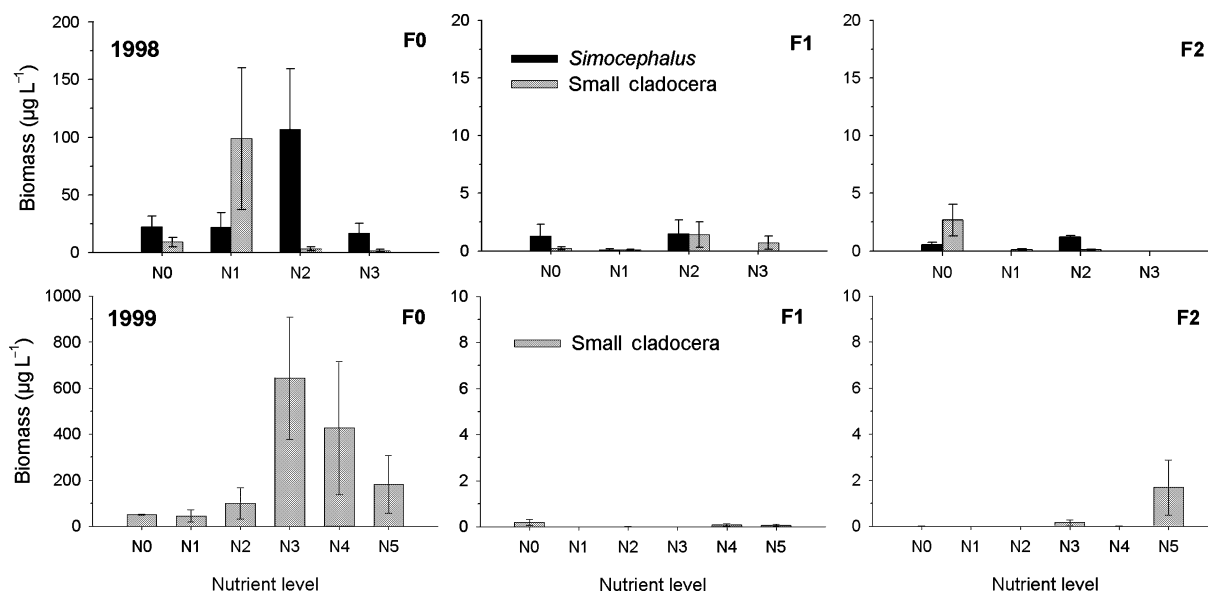 1998
F0
Biomass (µg L⁻¹)
200
150
100
50
0
N0 N1 N2 N3
F1
Simocephalus
Small cladocera
20
15
10
5
0
N0 N1 N2 N3
F2
20
15
10
5
0
N0 N1 N2 N3
1999
F0
Biomass (µg L⁻¹)
1000
800
600
400
200
0
N0 N1 N2 N3 N4 N5
Nutrient level
F1
Small cladocera
10
8
6
4
2
0
N0 N1 N2 N3 N4 N5
Nutrient level
F2
10
8
6
4
2
0
N0 N1 N2 N3 N4 N5
Nutrient level